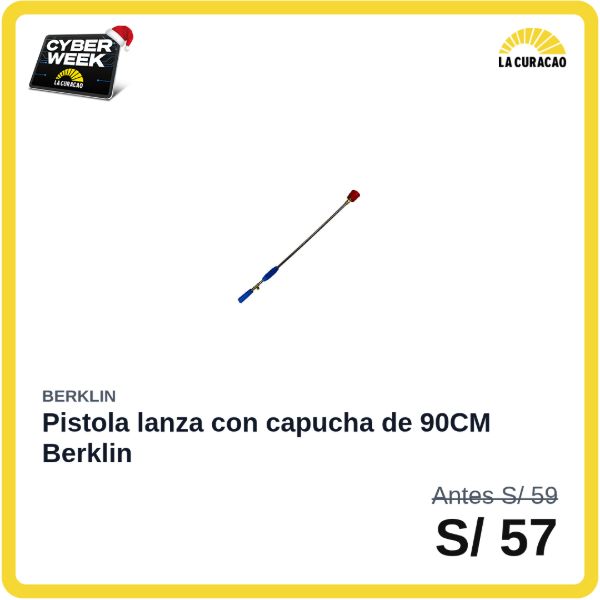 CYBER
WEEK
LA CURACAO
LA CURACAO
BERKLIN
Pistola lanza con capucha de 90CM
Berklin
Antes S/ 59
S/ 57